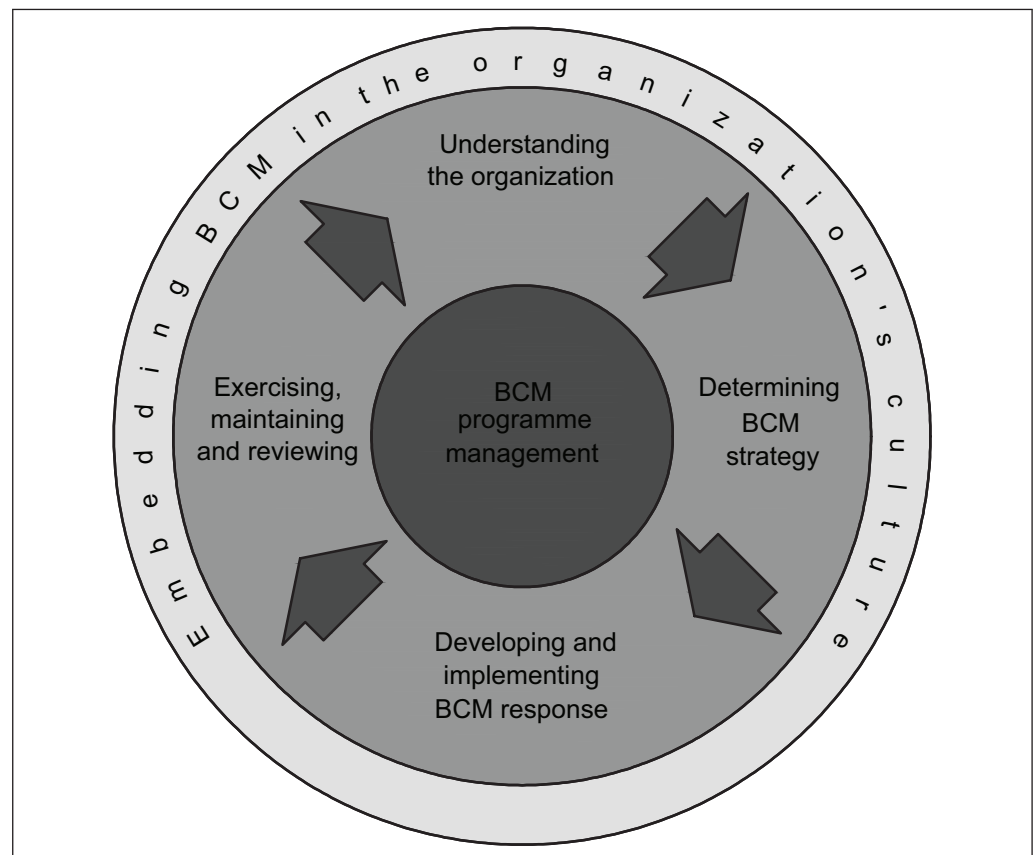 Embedding BCM in the organization's culture
Understanding
the organization
Determining
BCM
strategy
Developing and
implementing
BCM response
Exercising,
maintaining
and reviewing
BCM
programme
management